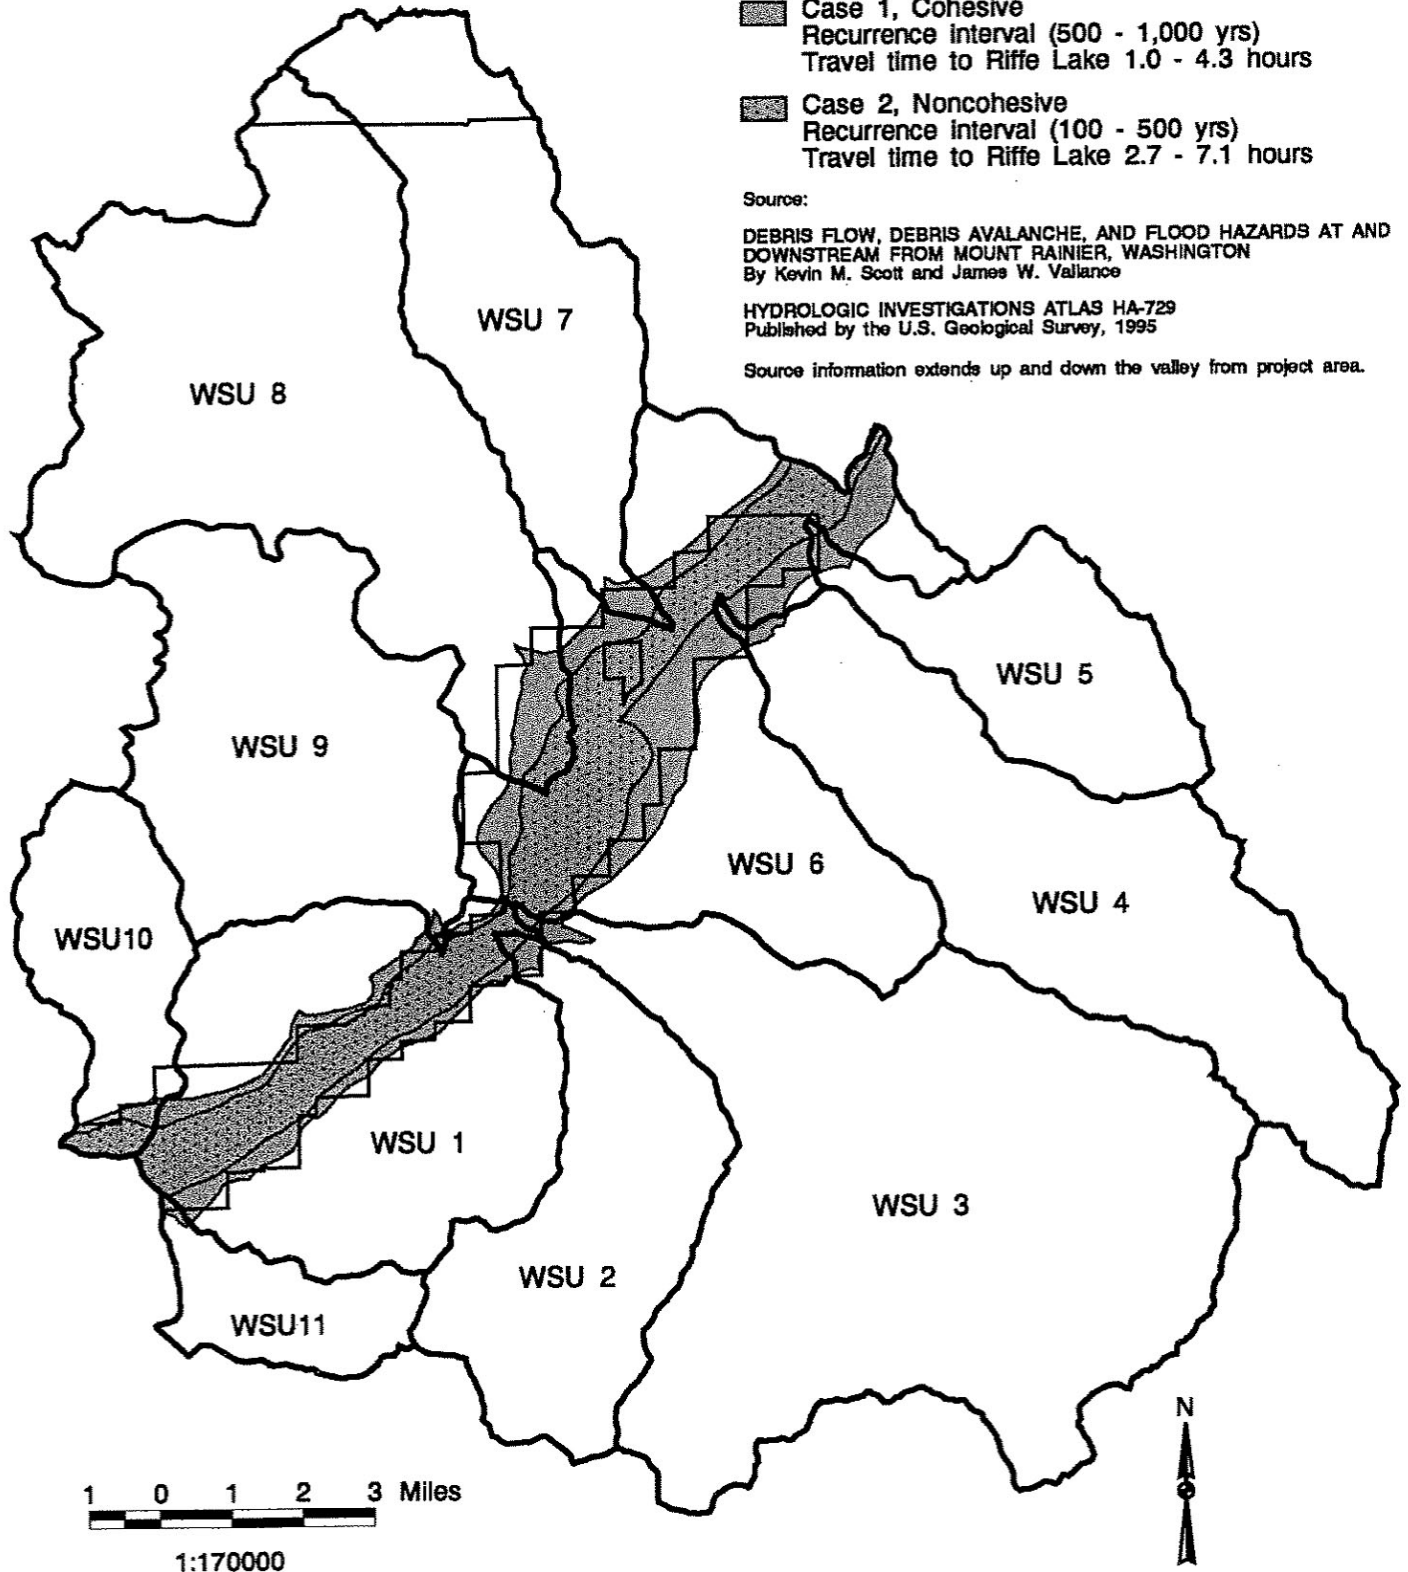 Case 1, Cohesive
Recurrence interval (500 - 1,000 yrs)
Travel time to Riffe Lake 1.0 - 4.3 hours
Case 2, Noncohesive
Recurrence interval (100 - 500 yrs)
Travel time to Riffe Lake 2.7 - 7.1 hours
Source:
DEBRIS FLOW, DEBRIS AVALANCHE, AND FLOOD HAZARDS AT AND
DOWNSTREAM FROM MOUNT RAINIER, WASHINGTON
By Kevin M. Scott and James W. Vallance
HYDROLOGIC INVESTIGATIONS ATLAS HA-729
Published by the U.S. Geological Survey, 1995
Source information extends up and down the valley from project area.
WSU 7
WSU 8
WSU 5
WSU 9
WSU 6
WSU 4
WSU10
WSU 1
WSU 3
WSU 2
WSU11
N
1 0 1 2 3 Miles
1:170000